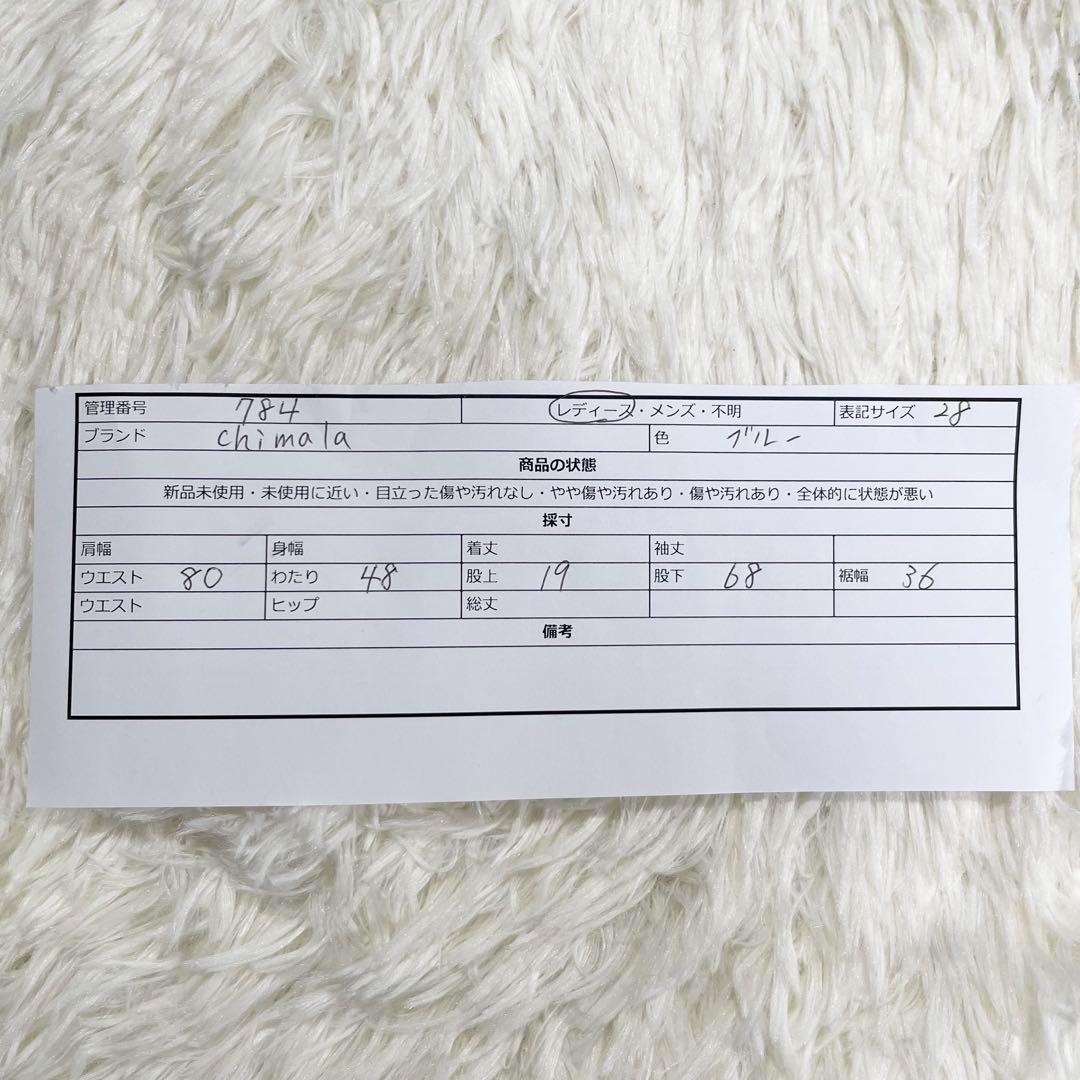 管理番号 784 レディース・メンズ・不明 表記サイズ 28
ブランド chimala 色 ブルー
商品の状態
新品未使用・未使用に近い・目立った傷や汚れなし・やや傷や汚れあり・傷や汚れあり・全体的に状態が悪い
採寸
肩幅 身幅 着丈 袖丈
ウエスト 80 わたり 48 股上 19 股下 68 裾幅 36
ウエスト ヒップ 総丈
備考